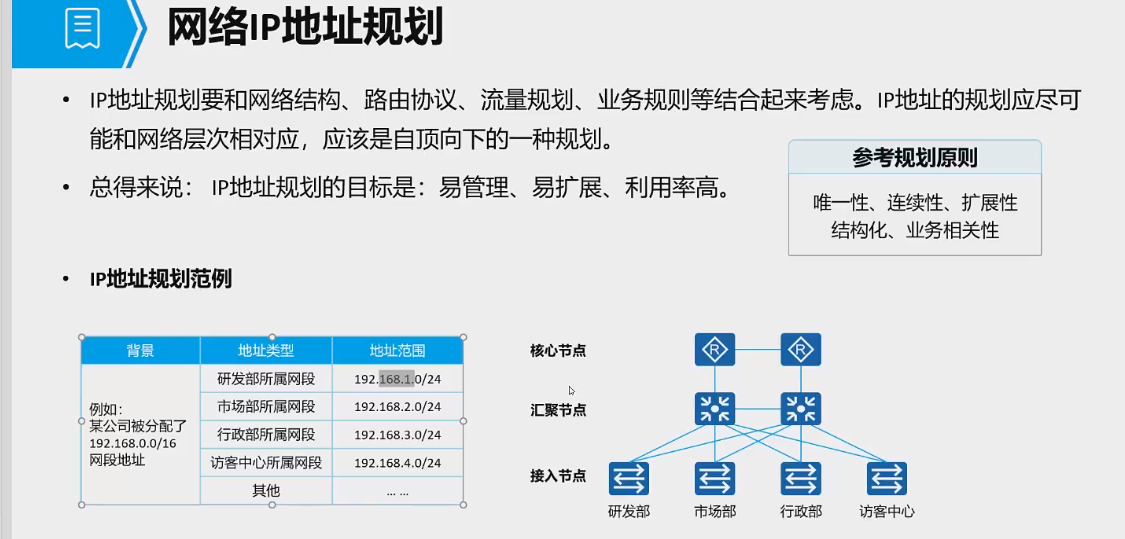 网络IP地址规划
• IP地址规划要和网络结构、路由协议、流量规划、业务规则等结合起来考虑。IP地址的规划应尽可
能和网络层次相对应，应该是自顶向下的一种规划。
• 总得来说： IP地址规划的目标是：易管理、易扩展、利用率高。
参考规划原则
唯一性、连续性、扩展性
结构化、业务相关性
• IP地址规划范例
背景 地址类型 地址范围
例如：
某公司被分配了
192.168.0.0/16
网段地址
研发部所属网段 192.168.1.0/24
市场部所属网段 192.168.2.0/24
行政部所属网段 192.168.3.0/24
访客中心所属网段 192.168.4.0/24
其他 ... ...
核心节点
R R
汇聚节点
接入节点
研发部 市场部 行政部 访客中心